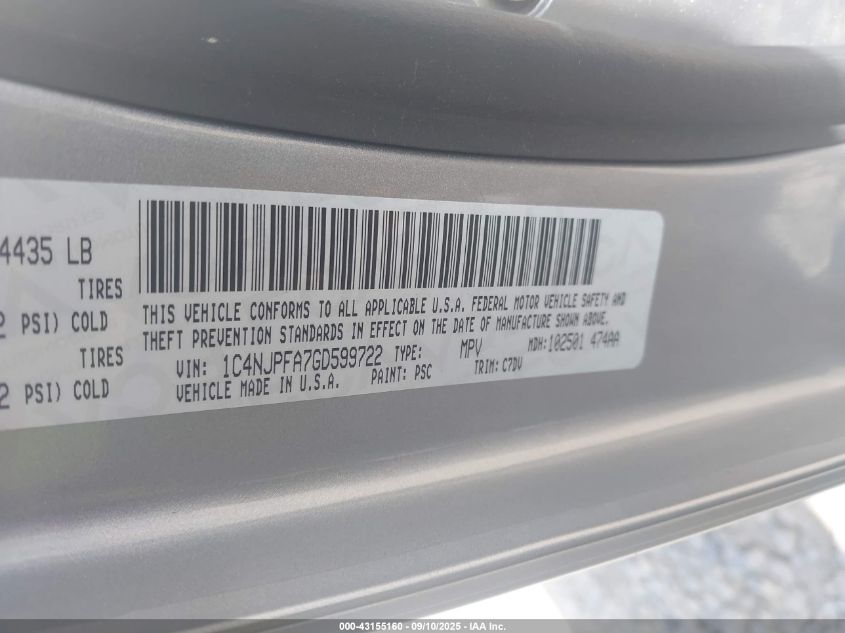 4435 LB
TIRES
PSI) COLD
TIRES
2 PSI) COLD
THIS VEHICLE CONFORMS TO ALL APPLICABLE U.S.A. FEDERAL MOTOR VEHICLE SAFETY AND
THEFT PREVENTION STANDARDS IN EFFECT ON THE DATE OF MANUFACTURE SHOWN ABOVE.
VIN: 1C4NJPFA7GD599722 TYPE: MPV MDH:102501 474AA
VEHICLE MADE IN U.S.A. PAINT: PSC TRIM: C7DV
000-43155160 - 09/10/2025 - IAA Inc.